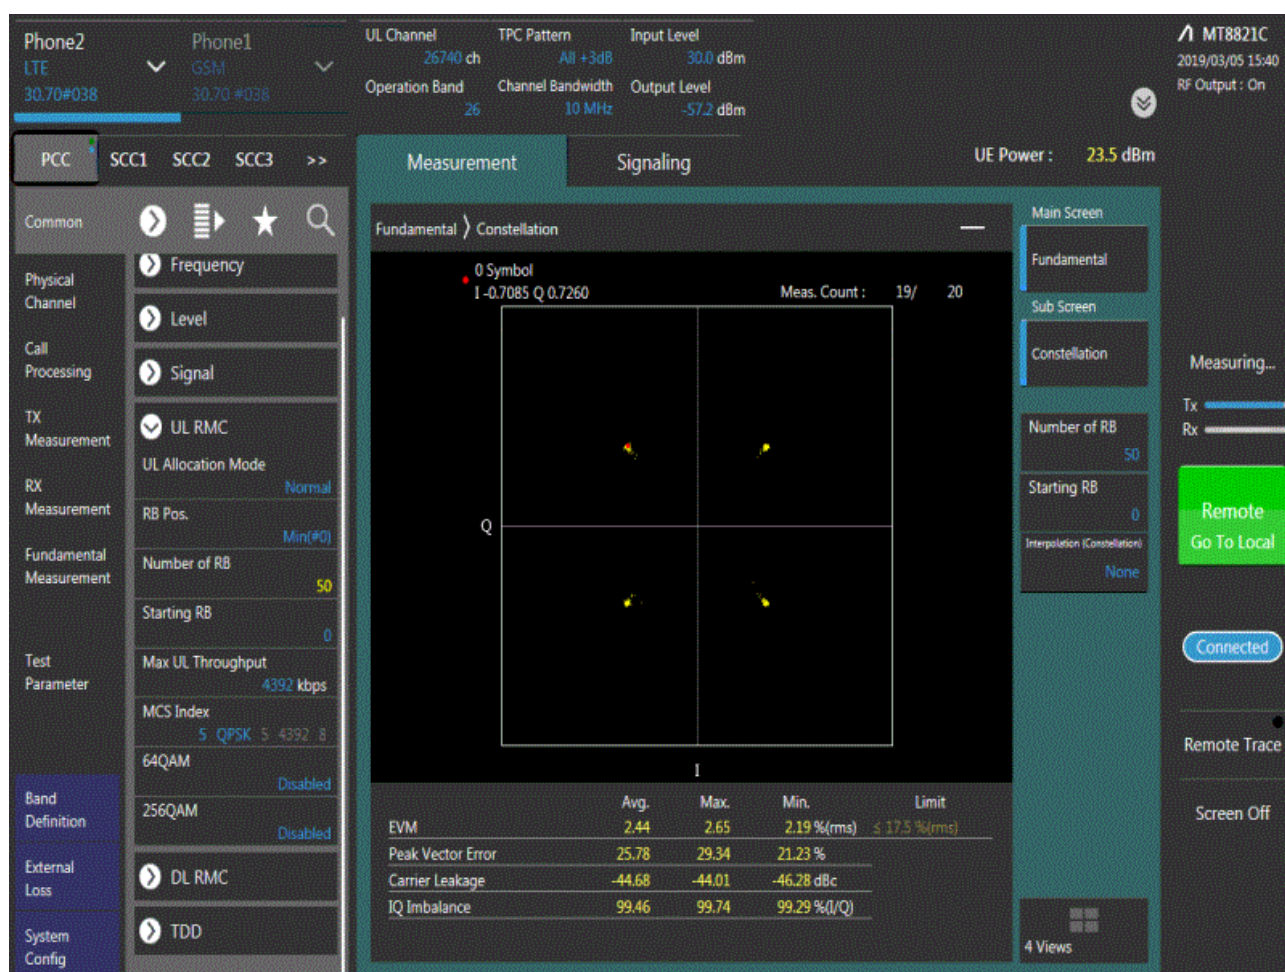 Phone2
LTE
30.70#038
Phone1
GSM
30.70 #038
UL Channel
26740 ch
TPC Pattern
All +3dB
Input Level
30.0 dBm
Operation Band
26
Channel Bandwidth
10 MHz
Output Level
-57.2 dBm
MT8821C
2019/03/05 15:40
RF Output : On
PCC SCC1 SCC2 SCC3 >>
Measurement
Signaling
UE Power : 23.5 dBm
Common
Physical
Channel
Call
Processing
TX
Measurement
RX
Measurement
Fundamental
Measurement
Test
Parameter
Band
Definition
External
Loss
System
Config
Frequency
Level
Signal
UL RMC
UL Allocation Mode
Normal
RB Pos.
Min(#0)
Number of RB
50
Starting RB
0
Max UL Throughput
4392 kbps
MCS Index
5 QPSK 5 4392 8
64QAM
Disabled
256QAM
Disabled
DL RMC
TDD
Fundamental 〉Constellation
0 Symbol
I -0.7085 Q 0.7260
Meas. Count : 19/ 20
Q
I
Avg. Max. Min. Limit
EVM 2.44 2.65 2.19 %(rms) ≤ 17.5 %(rms)
Peak Vector Error 25.78 29.34 21.23 %
Carrier Leakage -44.68 -44.01 -46.28 dBc
IQ Imbalance 99.46 99.74 99.29 %(I/Q)
Main Screen
Fundamental
Sub Screen
Constellation
Number of RB
50
Starting RB
0
Interpolation (Constellation)
None
4 Views
Measuring...
Tx
Rx
Remote
Go To Local
Connected
Remote Trace
Screen Off